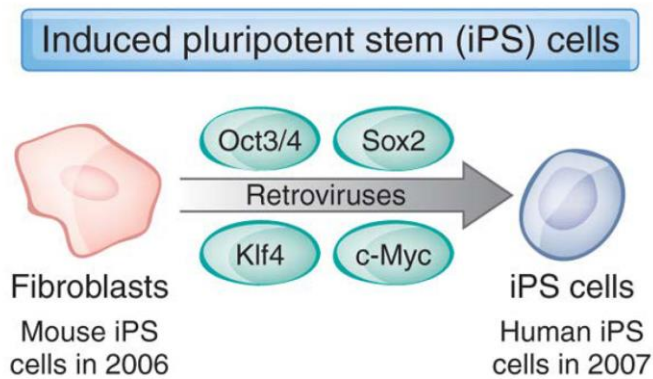 Induced pluripotent stem (iPS) cells
Oct3/4
Sox2
Retroviruses
Klf4
c-Myc
Fibroblasts
iPS cells
Mouse iPS
cells in 2006
Human iPS
cells in 2007